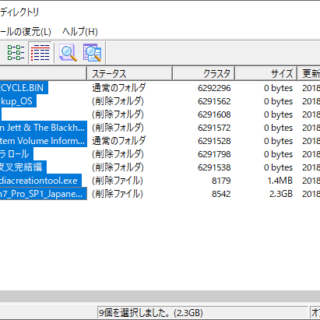 ディレクトリ
ールの復元(L) ヘルプ(H)
ステータス クラスタ サイズ 更新
CYCLE.BIN 通常のフォルダ 6292296 0 bytes 2018
kup_OS (削除フォルダ) 6291562 0 bytes 2018
(削除フォルダ) 6291608 0 bytes 2018
n Jett & The Blackh... (削除フォルダ) 6291572 0 bytes 2018
tem Volume Inform... 通常のフォルダ 6291528 0 bytes 2018
ラロール (削除フォルダ) 6291798 0 bytes 2018
夜叉完結編 (削除フォルダ) 6291538 0 bytes 2018
diacreationtool.exe (削除ファイル) 8179 1.4MB 2018
n7_Pro_SP1_Japane... (削除ファイル) 8542 2.3GB 2018
9個を選択しました。(2.3GB)